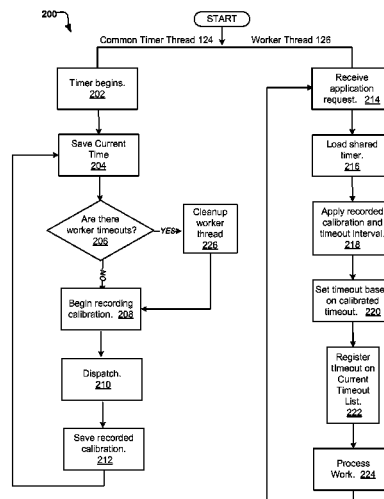 200
START
Common Timer Thread 124
Worker Thread 126
Timer begins.
202
Save Current
Time
204
Are there
worker timeouts?
206
YES
Cleanup
worker
thread
226
NO
Begin recording
calibration. 208
Dispatch.
210
Save recorded
calibration.
212
Receive
application
request. 214
Load shared
timer.
216
Apply recorded
calibration and
timeout interval.
218
Set timeout based
on calibrated
timeout. 220
Register
timeout on
Current
Timeout
List.
222
Process
Work. 224